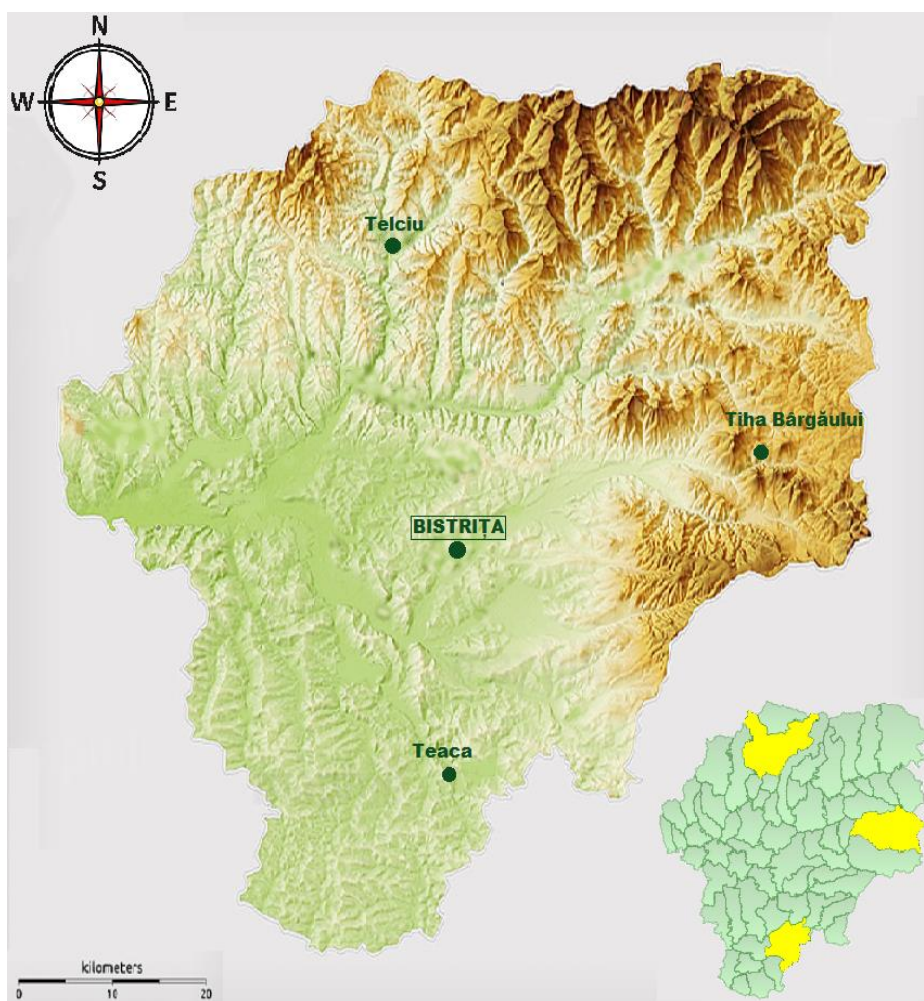 N
W E
S
Telciu
Tiha Bârgăului
BISTRIȚA
Teaca
kilometers
0 10 20